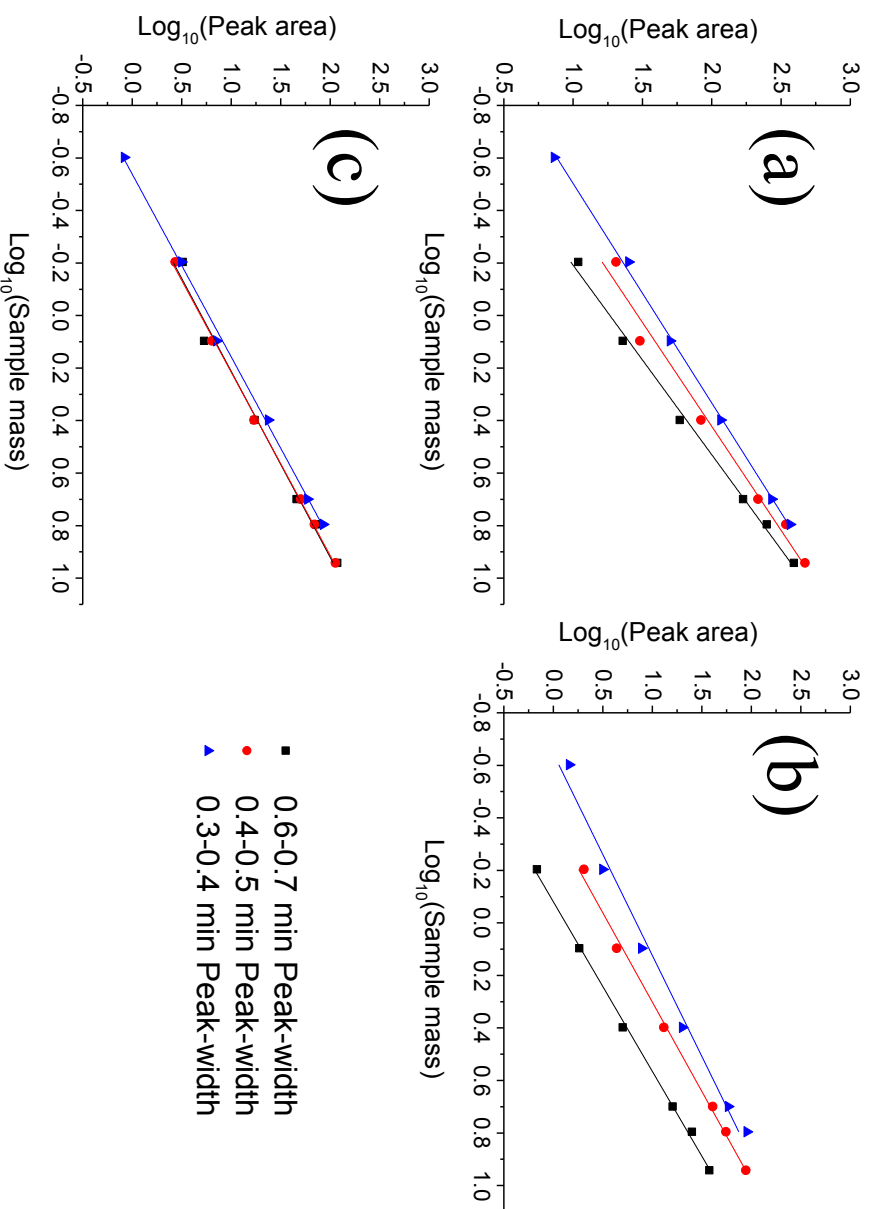 (a)
Log₁₀(Peak area)
3.0
2.5
2.0
1.5
1.0
0.5
-0.8 -0.6 -0.4 -0.2 0.0 0.2 0.4 0.6 0.8 1.0
Log₁₀(Sample mass)
(b)
Log₁₀(Peak area)
3.0
2.5
2.0
1.5
1.0
0.5
0.0
-0.5
-0.8 -0.6 -0.4 -0.2 0.0 0.2 0.4 0.6 0.8 1.0
Log₁₀(Sample mass)
(c)
Log₁₀(Peak area)
3.0
2.5
2.0
1.5
1.0
0.5
0.0
-0.5
-0.8 -0.6 -0.4 -0.2 0.0 0.2 0.4 0.6 0.8 1.0
Log₁₀(Sample mass)
0.6-0.7 min Peak-width
0.4-0.5 min Peak-width
0.3-0.4 min Peak-width